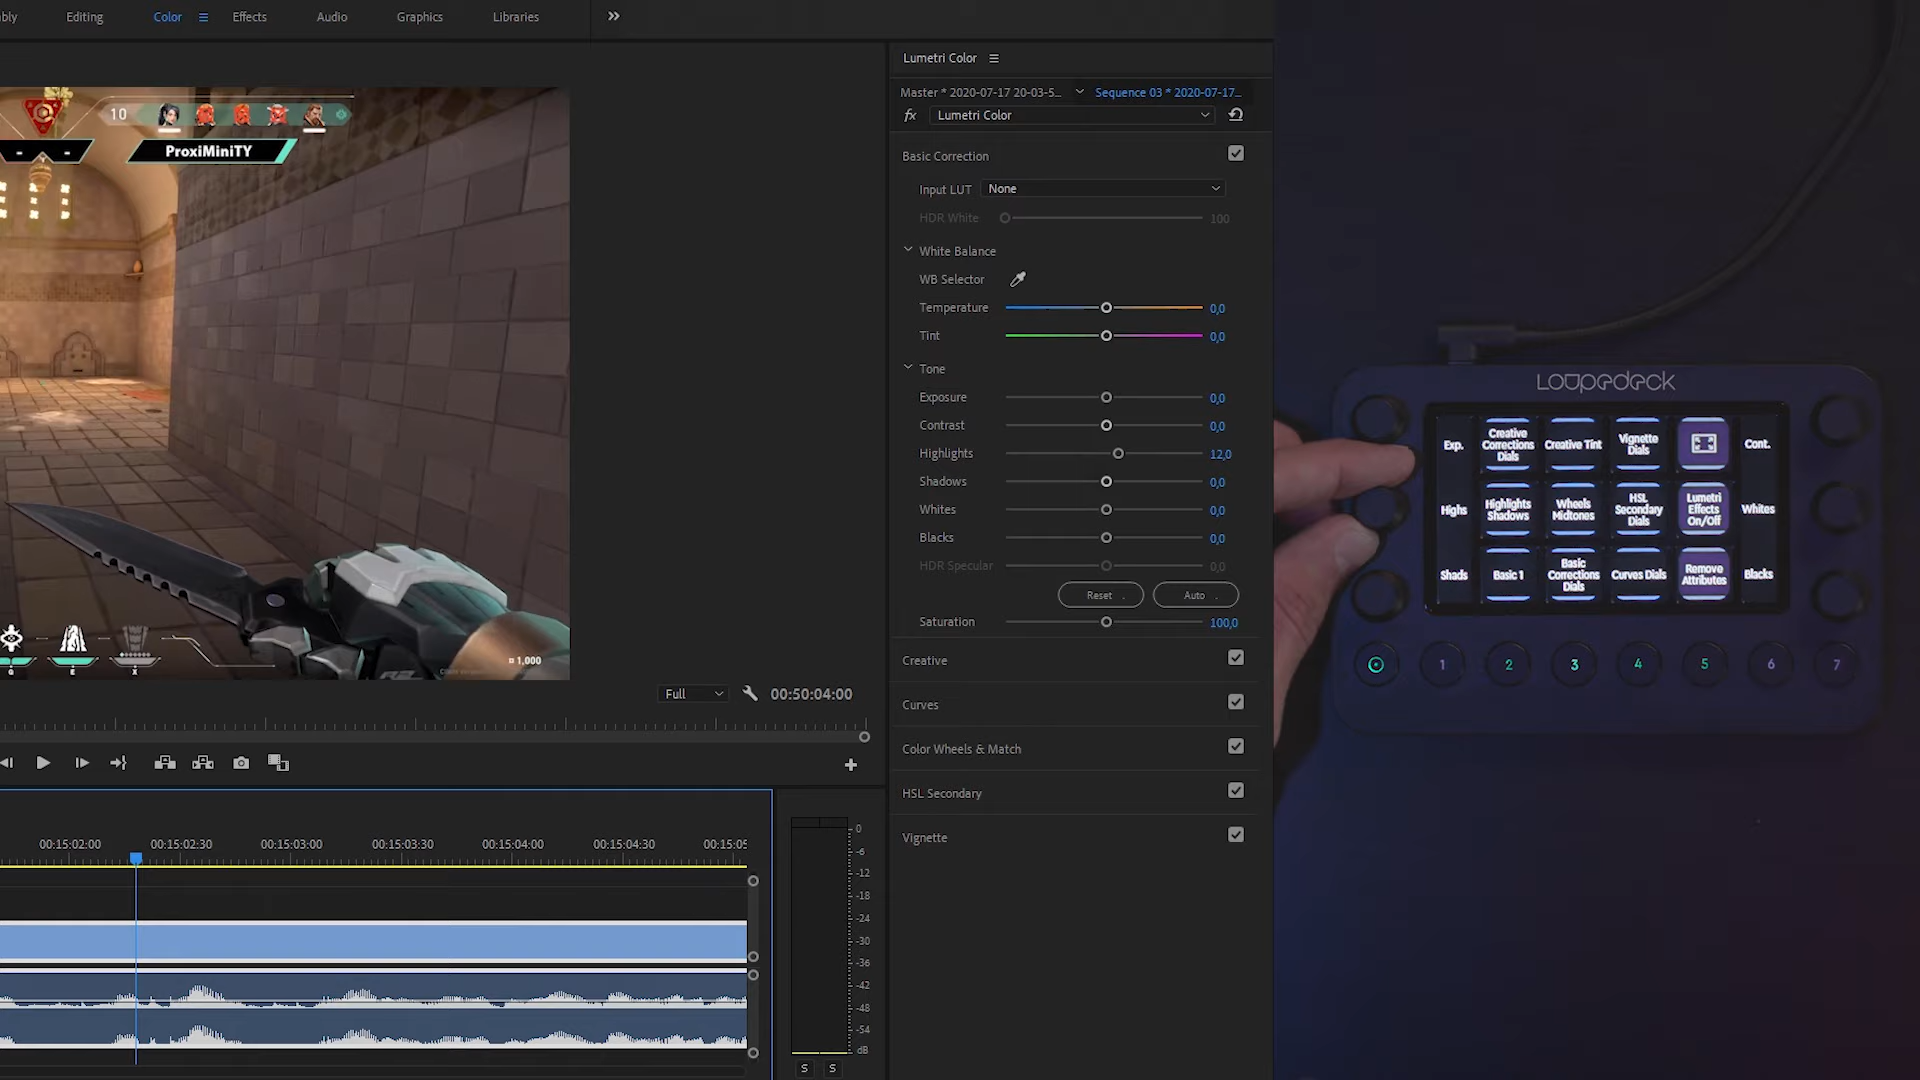 bly
Editing
Color
Effects
Audio
Graphics
Libraries
10
- -
ProxiMiniTY
Q
E
X
1,000
Full
00:50:04:00
00:15:02:00
00:15:02:30
00:15:03:00
00:15:03:30
00:15:04:00
00:15:04:30
00:15:05
0
-6
-12
-18
-24
-30
-36
-42
-48
-54
dB
S
S
Lumetri Color
Master * 2020-07-17 20-03-5...
Sequence 03 * 2020-07-17...
fx
Lumetri Color
Basic Correction
Input LUT
None
HDR White
100
White Balance
WB Selector
Temperature
0,0
Tint
0,0
Tone
Exposure
0,0
Contrast
0,0
Highlights
12,0
Shadows
0,0
Whites
0,0
Blacks
0,0
HDR Specular
0,0
Reset
Auto
Saturation
100,0
Creative
Curves
Color Wheels & Match
HSL Secondary
Vignette
Loupedeck
Exp.
Creative
Corrections
Dials
Creative Tint
Vignette
Dials
Cont.
Highs
Highlights
Shadows
Wheels
Midtones
HSL
Secondary
Dials
Lumetri
Effects
On/Off
Whites
Shads
Basic 1
Basic
Corrections
Dials
Curves Dials
Remove
Attributes
Blacks
1
2
3
4
5
6
7